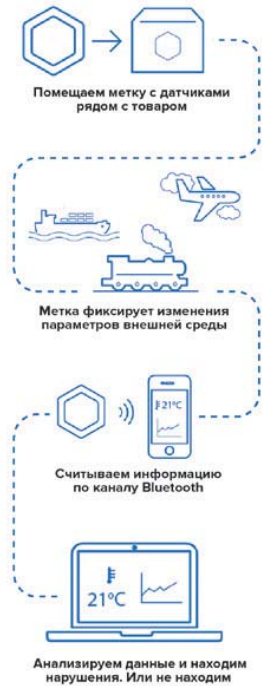 Помещаем метку с датчиками
рядом с товаром
Метка фиксирует изменения
параметров внешней среды
21°C
Считываем информацию
по каналу Bluetooth
21°C
Анализируем данные и находим
нарушения. Или не находим